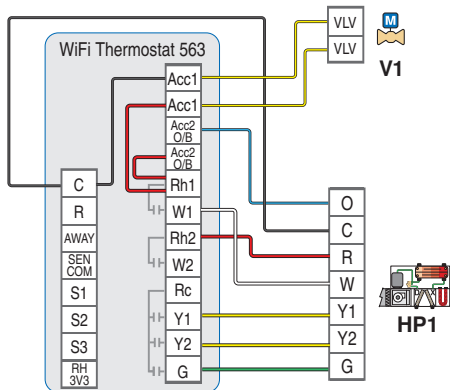 WiFi Thermostat 563
C
R
AWAY
SEN
COM
S1
S2
S3
RH
3V3
Acc1
Acc1
Acc2
O/B
Acc2
O/B
Rh1
W1
Rh2
W2
Rc
Y1
Y2
G
VLV
VLV
M
V1
O
C
R
W
Y1
Y2
G
HP1